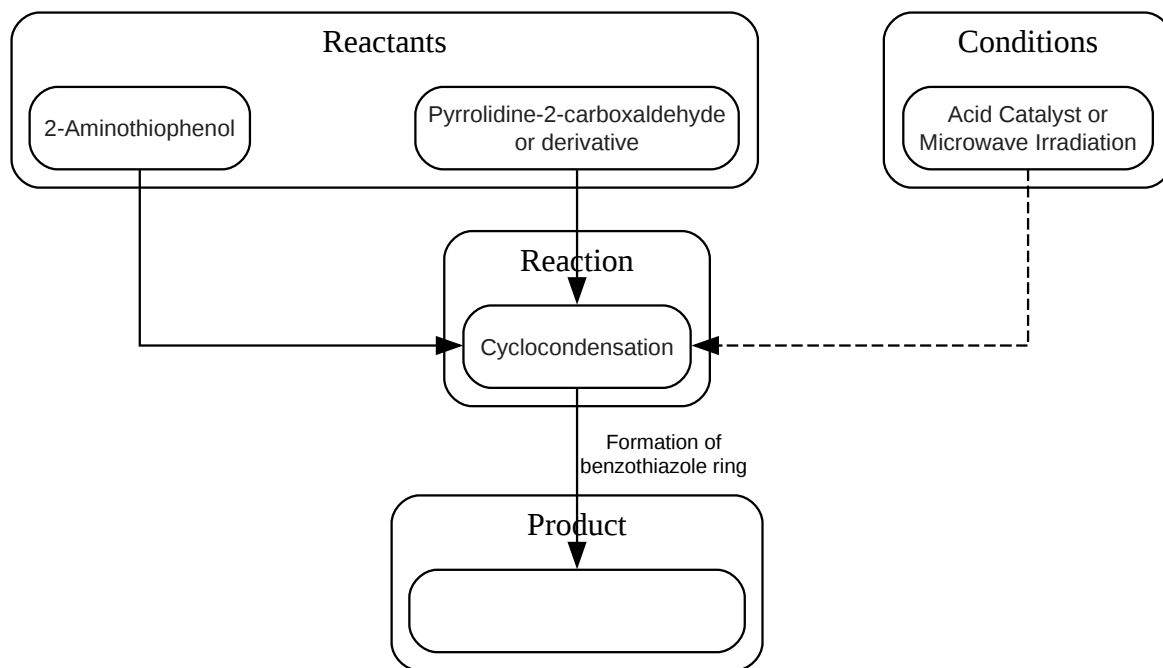 Reactants
Conditions
2-Aminothiophenol
Pyrrolidine-2-carboxaldehyde
or derivative
Acid Catalyst or
Microwave Irradiation
Reaction
Cyclocondensation
Formation of
benzothiazole ring
Product